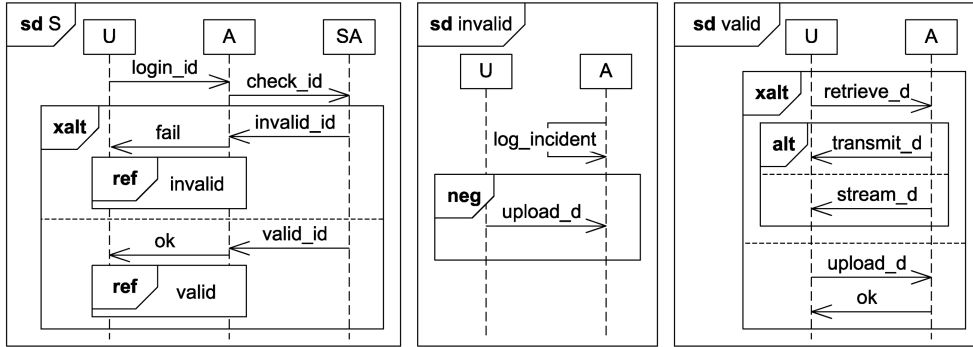 sd S
U A SA
login_id
check_id
xalt
invalid_id
fail
ref
invalid
valid_id
ok
ref
valid
sd invalid
U A
log_incident
neg
upload_d
sd valid
U A
xalt
retrieve_d
alt
transmit_d
stream_d
upload_d
ok